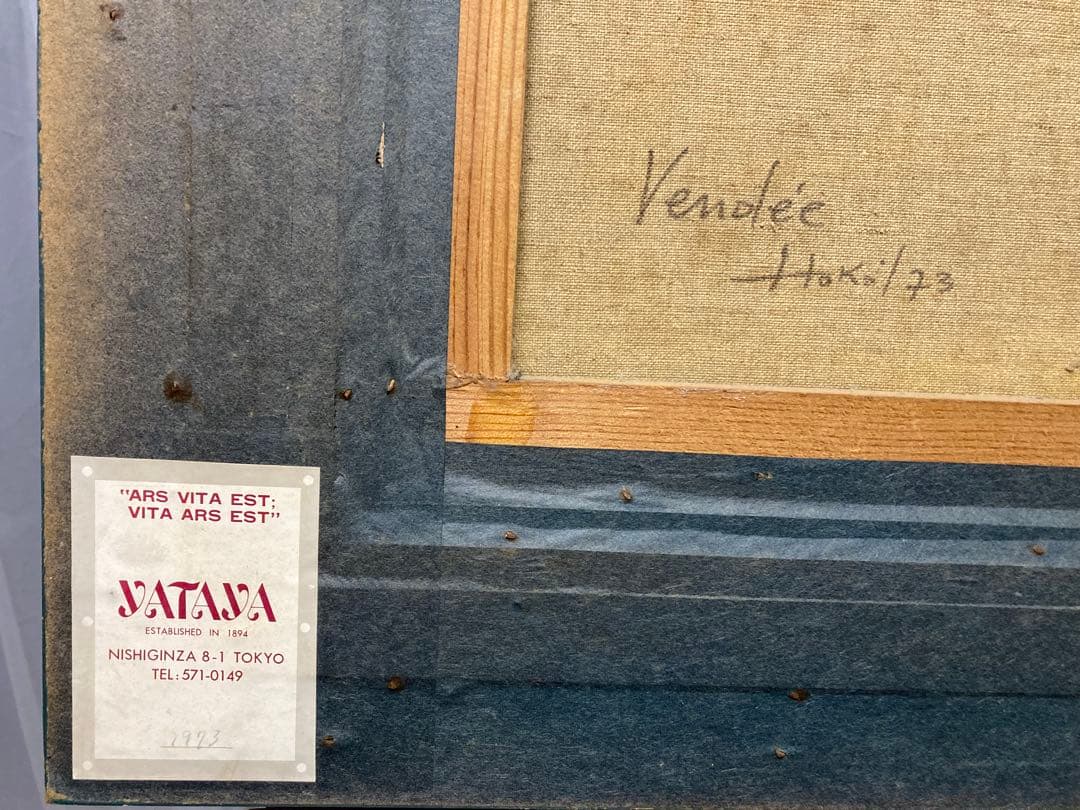 Vendée
Hoki/73
"ARS VITA EST;
VITA ARS EST"
YATAYA
ESTABLISHED IN 1894
NISHIGINZA 8-1 TOKYO
TEL: 571-0149
1973